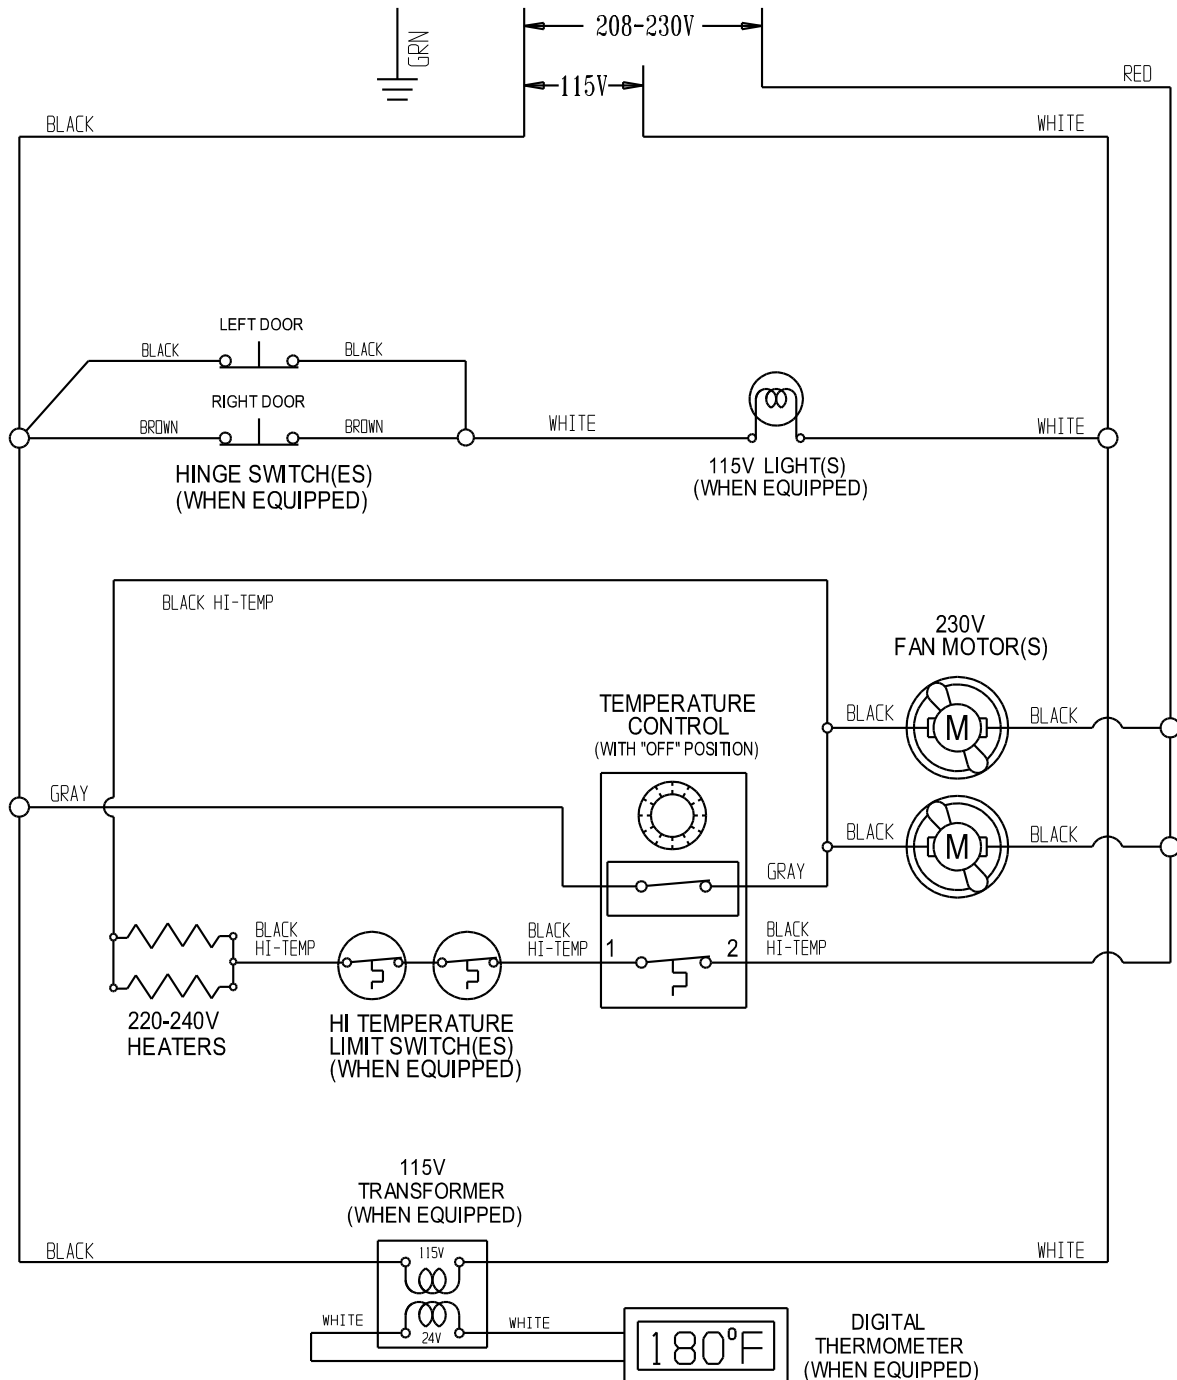 208-230V
GRN
115V
RED
BLACK
WHITE
LEFT DOOR
BLACK
BLACK
RIGHT DOOR
BROWN
BROWN
WHITE
WHITE
HINGE SWITCH(ES)
(WHEN EQUIPPED)
115V LIGHT(S)
(WHEN EQUIPPED)
BLACK HI-TEMP
230V
FAN MOTOR(S)
TEMPERATURE
CONTROL
(WITH "OFF" POSITION)
BLACK
M
BLACK
GRAY
BLACK
M
BLACK
GRAY
BLACK
HI-TEMP
BLACK
HI-TEMP
1
2
BLACK
HI-TEMP
220-240V
HEATERS
HI TEMPERATURE
LIMIT SWITCH(ES)
(WHEN EQUIPPED)
115V
TRANSFORMER
(WHEN EQUIPPED)
BLACK
115V
WHITE
WHITE
24V
WHITE
180°F
DIGITAL
THERMOMETER
(WHEN EQUIPPED)